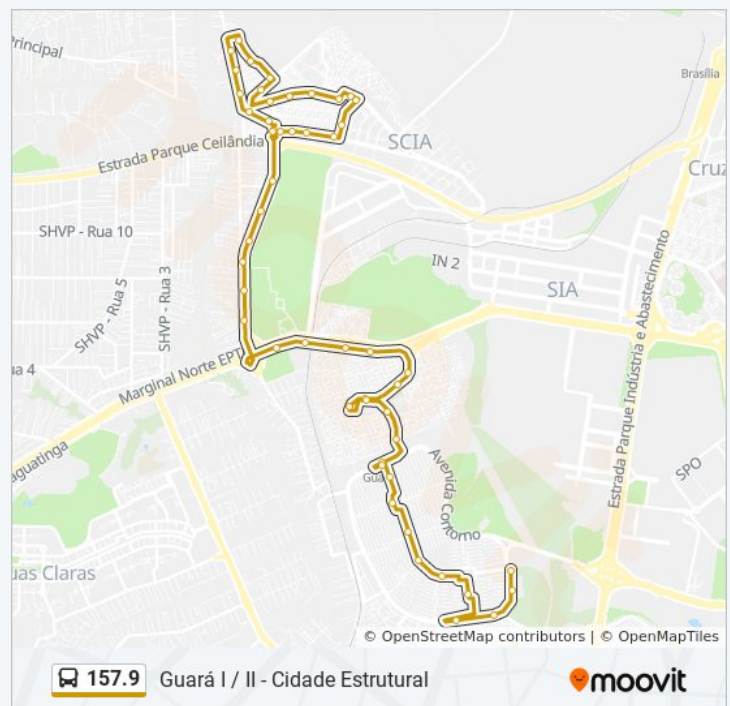 Principal
Brasília
SCIA
Estrada Parque Ceilândia
Cruz
SHVP - Rua 10
IN 2
SIA
SHVP - Rua 5
SHVP - Rua 3
Estrada Parque Indústria e Abastecimento
ua 4
Marginal Norte EPT
aguatinga
Avenida Contorno
Gua
SPO
uas Claras
© OpenStreetMap contributors | © OpenMapTiles
157.9 Guará I / II - Cidade Estrutural
moovit